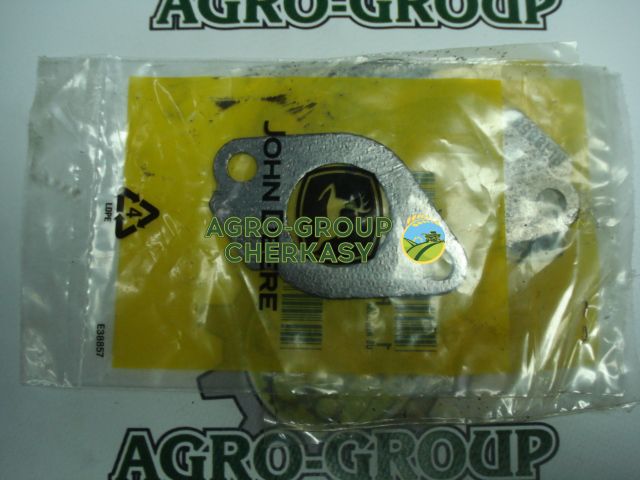 AGRO-GROUP
JOHN DEERE
AGRO-GROUP
CHERKASY
4
LDPE
E38857
AGRO-GROUP